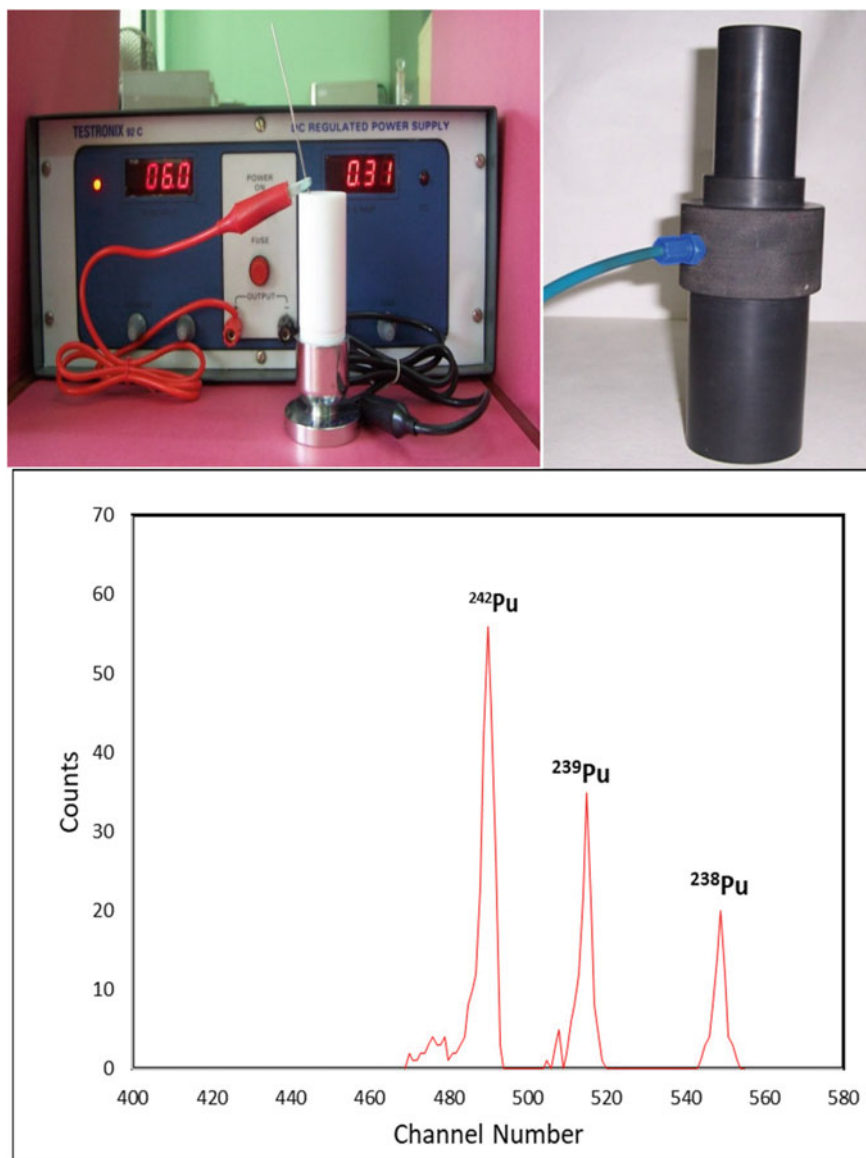 TESTRONIX 92 C
DC REGULATED POWER SUPPLY
06.0
POWER
ON
0.31
FUSE
OUTPUT
70
60
50
40
30
20
10
0
Counts
²⁴²Pu
²³⁹Pu
²³⁸Pu
400 420 440 460 480 500 520 540 560 580
Channel Number